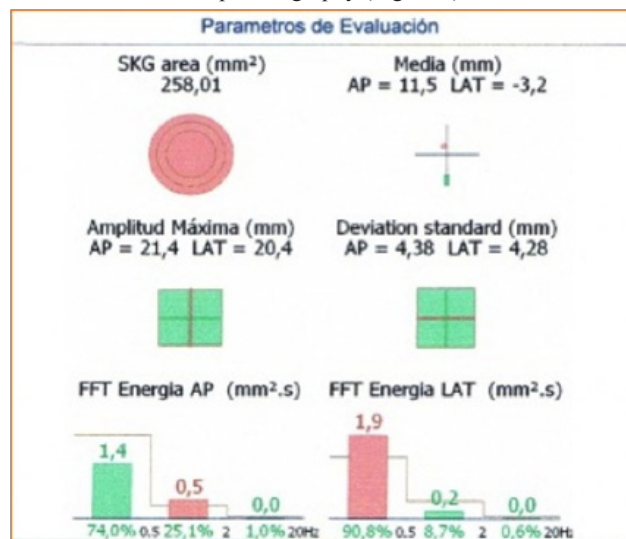 Parametros de Evaluación
SKG area (mm²)
258,01
Media (mm)
AP = 11,5 LAT = -3,2
Amplitud Máxima (mm)
AP = 21,4 LAT = 20,4
Deviation standard (mm)
AP = 4,38 LAT = 4,28
FFT Energia AP (mm².s)
1,4
0,5
0,0
74,0% 0.5 25,1% 2 1,0% 20Hz
FFT Energia LAT (mm².s)
1,9
0,2
0,0
90,8% 0.5 8,7% 2 0,6% 20Hz